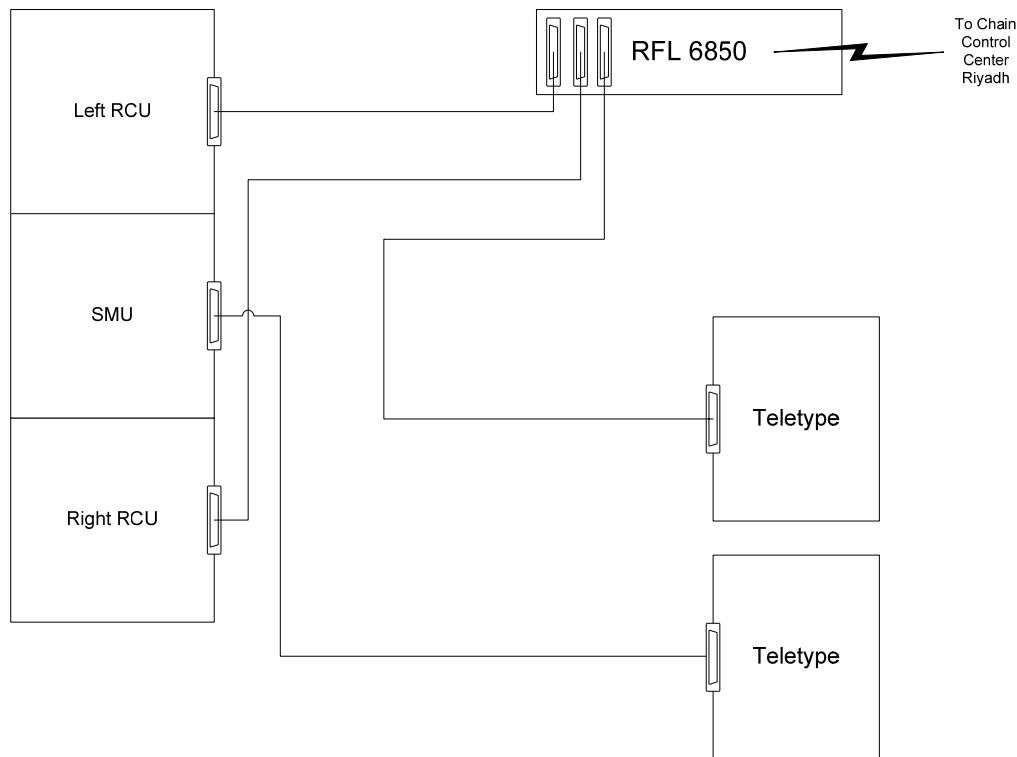 RFL 6850
To Chain
Control
Center
Riyadh
Left RCU
SMU
Teletype
Right RCU
Teletype